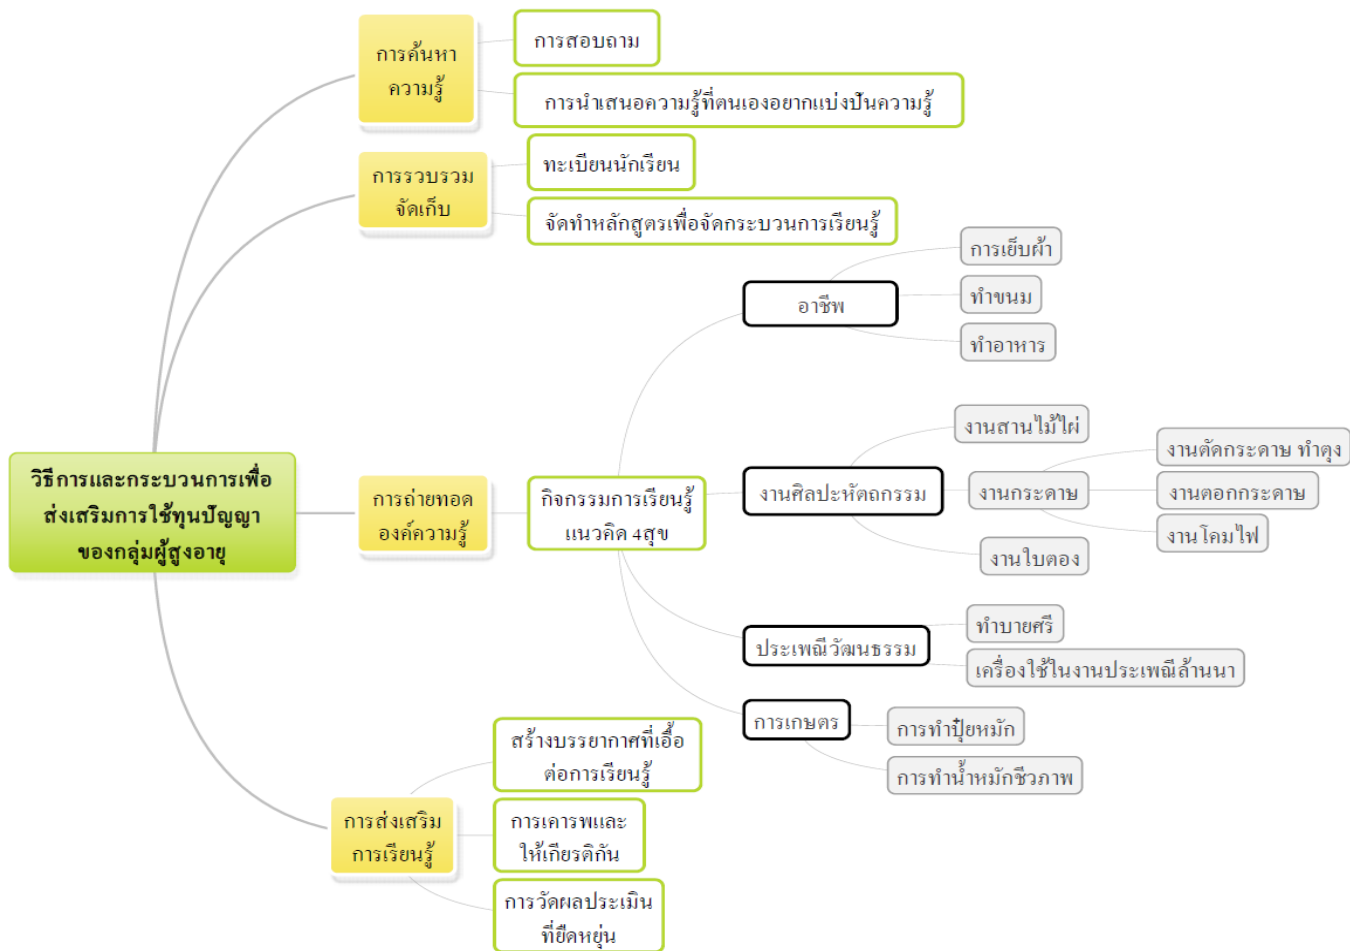 การค้นหา
ความรู้
การสอบถาม
การนำเสนอความรู้ที่ตนเองอยากแบ่งปันความรู้
การรวบรวม
จัดเก็บ
ทะเบียนนักเรียน
จัดทำหลักสูตรเพื่อจัดกระบวนการเรียนรู้
วิธีการและกระบวนการเพื่อ
ส่งเสริมการใช้ทุนปัญญา
ของกลุ่มผู้สูงอายุ
การถ่ายทอด
องค์ความรู้
กิจกรรมการเรียนรู้
แนวคิด 4สุข
อาชีพ
การเย็บผ้า
ทำขนม
ทำอาหาร
งานศิลปะหัตถกรรม
งานสานไม้ไผ่
งานกระดาษ
งานตัดกระดาษ ทำตุง
งานตอกกระดาษ
งานโคมไฟ
งานใบตอง
ประเพณีวัฒนธรรม
ทำบายศรี
เครื่องใช้ในงานประเพณีล้านนา
การเกษตร
การทำปุ๋ยหมัก
การทำน้ำหมักชีวภาพ
การส่งเสริม
การเรียนรู้
สร้างบรรยากาศที่เอื้อ
ต่อการเรียนรู้
การเคารพและ
ให้เกียรติกัน
การวัดผลประเมิน
ที่ยืดหยุ่น